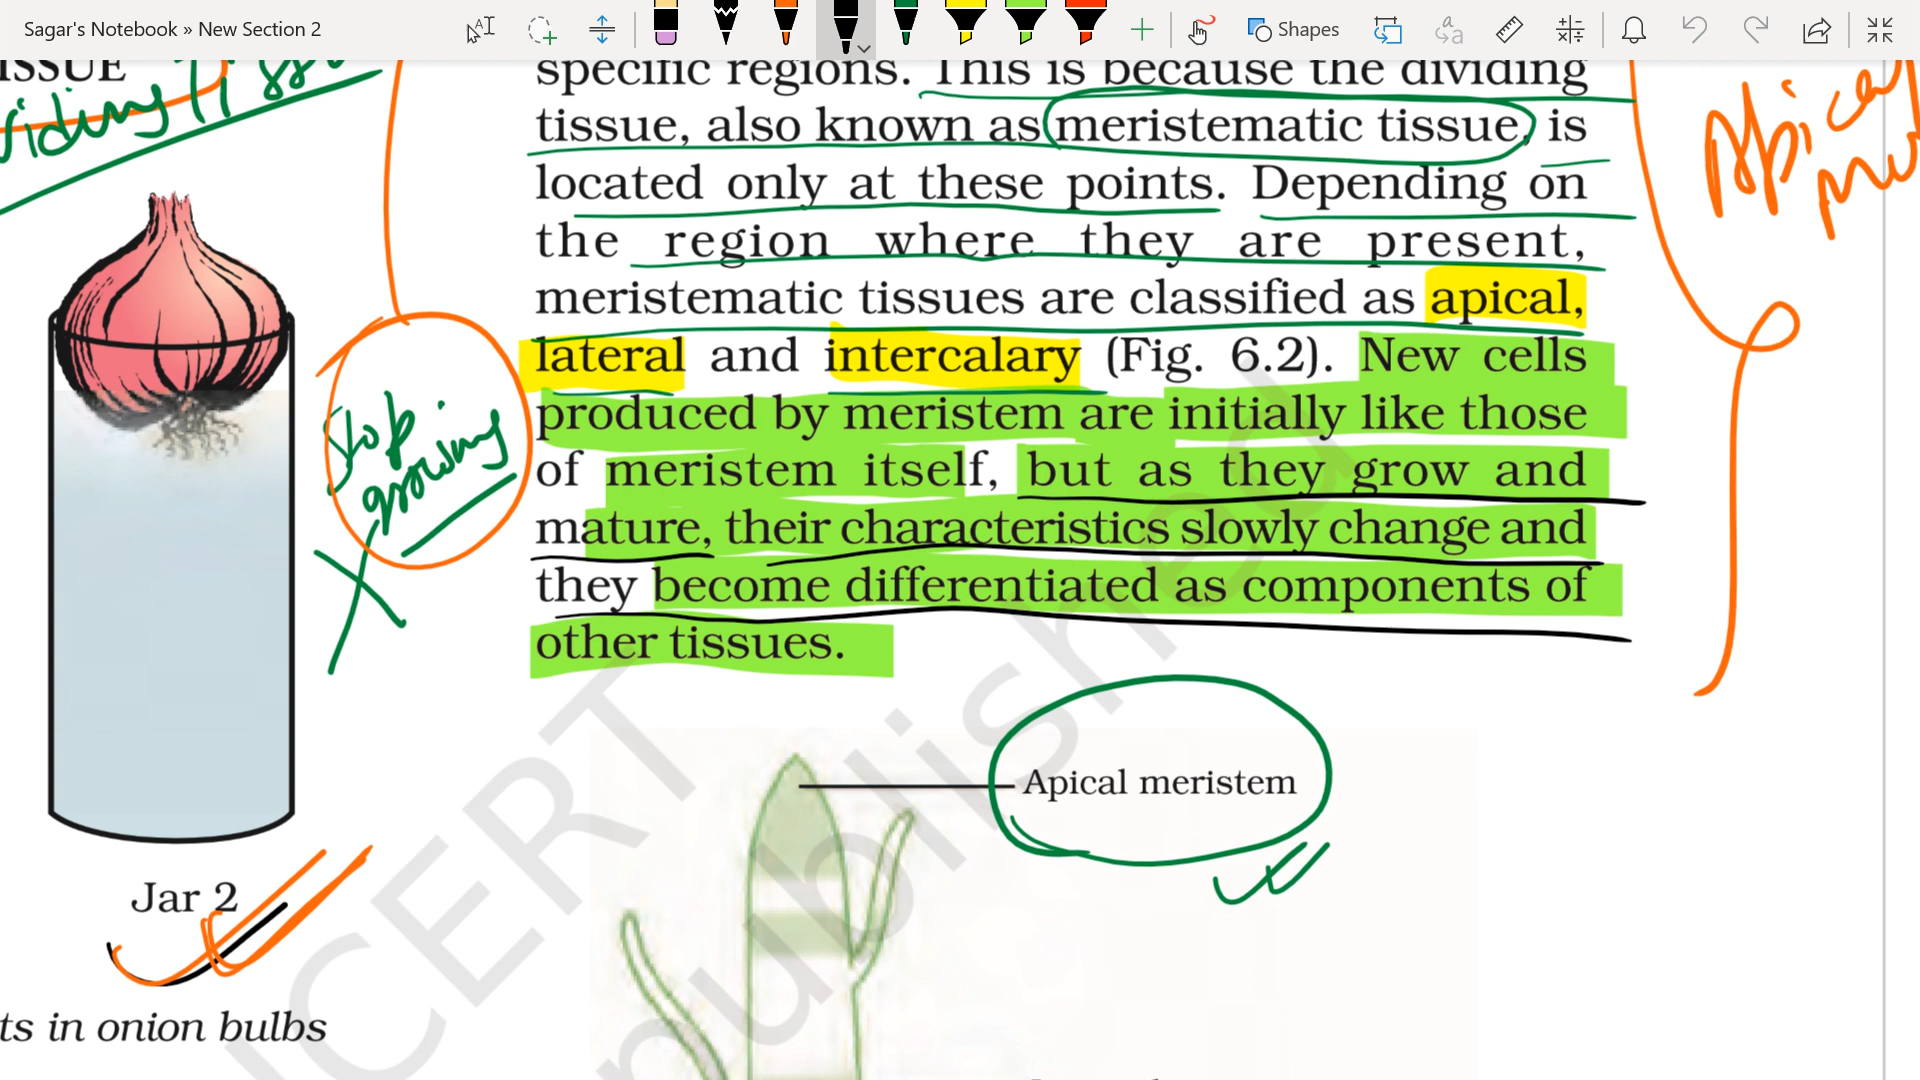 Sagar's Notebook » New Section 2
Shapes
ISSUE
specific regions. This is because the dividing
tissue, also known as meristematic tissue, is
located only at these points. Depending on
the region where they are present,
meristematic tissues are classified as apical,
lateral and intercalary (Fig. 6.2). New cells
produced by meristem are initially like those
of meristem itself, but as they grow and
mature, their characteristics slowly change and
they become differentiated as components of
other tissues.
Stop
growing
Apical
Apical meristem
Jar 2
ts in onion bulbs
NCERT
published